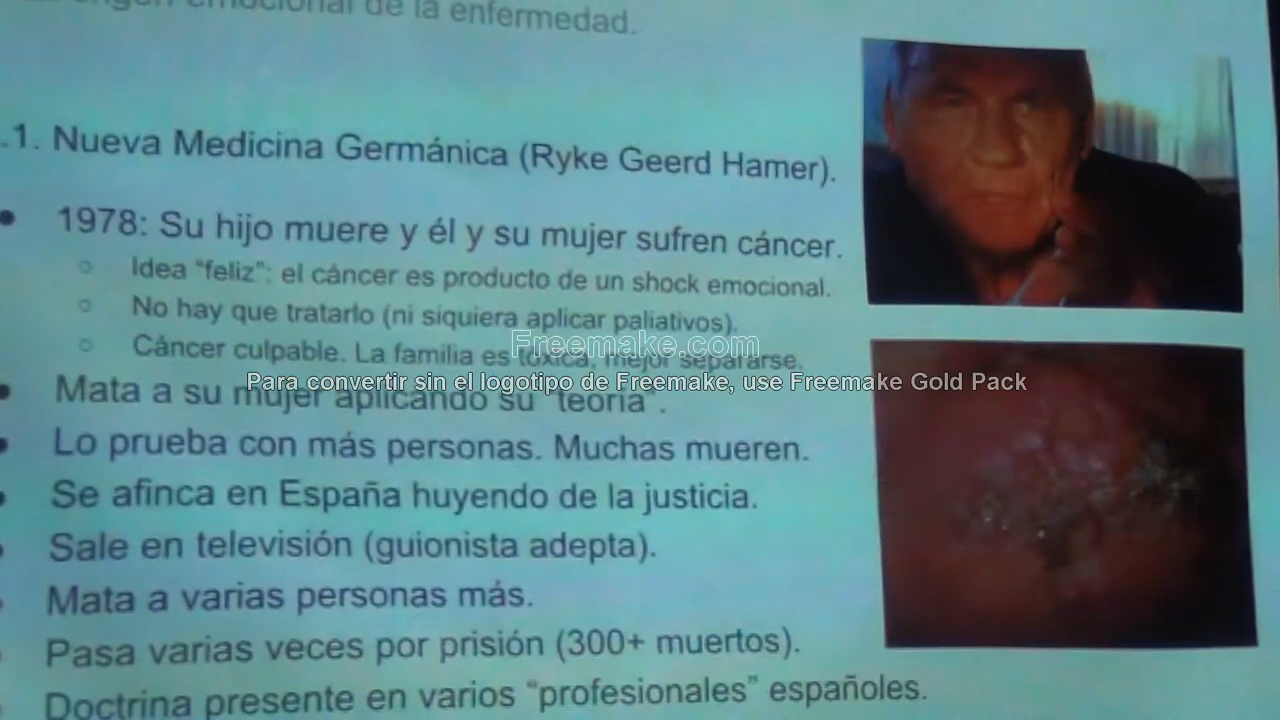 origen emocional de la enfermedad.
.1. Nueva Medicina Germánica (Ryke Geerd Hamer).
1978: Su hijo muere y él y su mujer sufren cáncer.
Idea “feliz”: el cáncer es producto de un shock emocional.
No hay que tratarlo (ni siquiera aplicar paliativos).
Cáncer culpable. La familia es tóxica, mejor separarse.
Freemake.com
Para convertir sin el logotipo de Freemake, use Freemake Gold Pack
Mata a su mujer aplicando su “teoría”.
Lo prueba con más personas. Muchas mueren.
Se afinca en España huyendo de la justicia.
Sale en televisión (guionista adepta).
Mata a varias personas más.
Pasa varias veces por prisión (300+ muertos).
Doctrina presente en varios “profesionales” españoles.